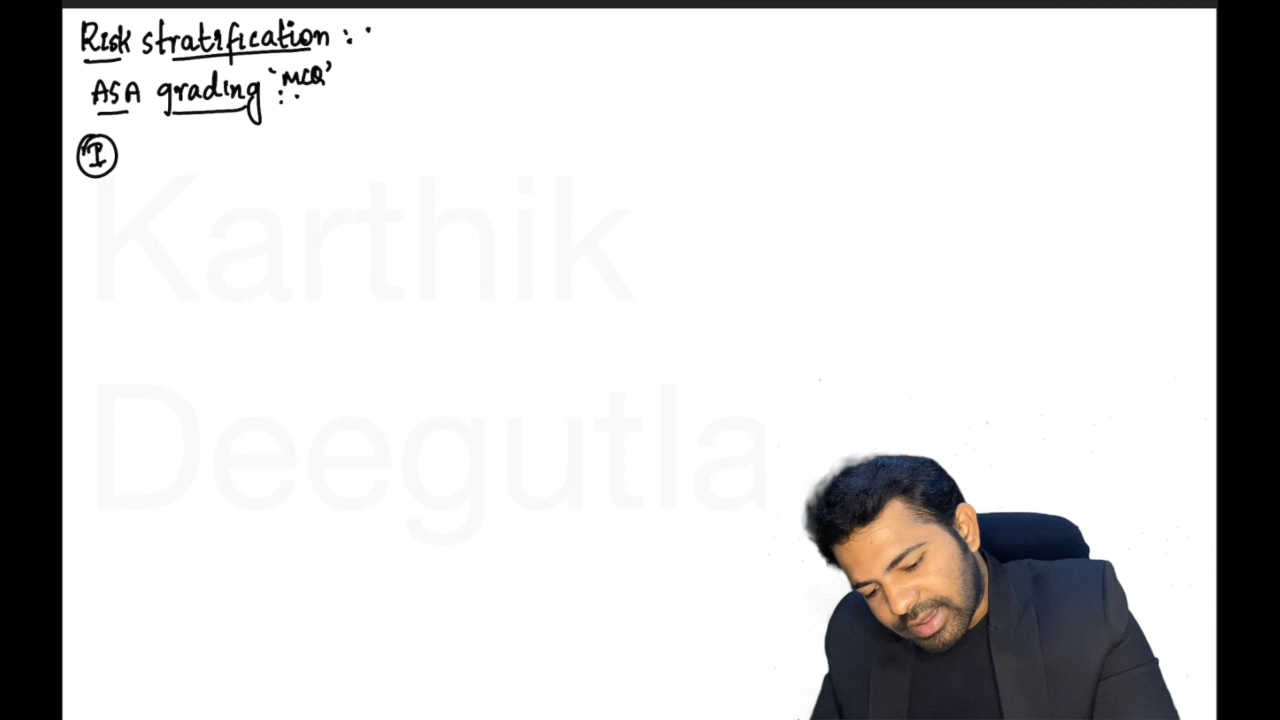 Risk stratification :.
ASA grading 'MCQ' :.
I
Karthik
Deegutla